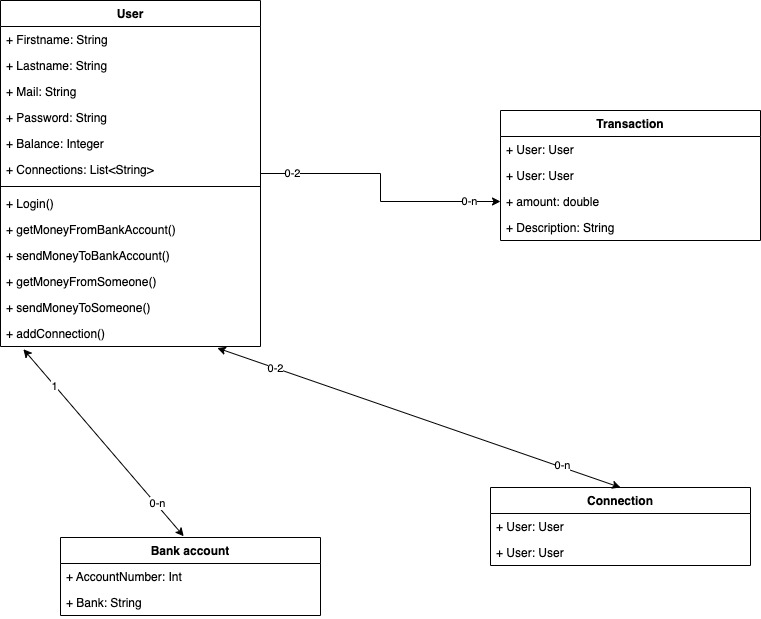 User
+ Firstname: String
+ Lastname: String
+ Mail: String
+ Password: String
+ Balance: Integer
+ Connections: List<String>
+ Login()
+ getMoneyFromBankAccount()
+ sendMoneyToBankAccount()
+ getMoneyFromSomeone()
+ sendMoneyToSomeone()
+ addConnection()
0-2
0-n
Transaction
+ User: User
+ User: User
+ amount: double
+ Description: String
1
0-n
0-2
0-n
Bank account
+ AccountNumber: Int
+ Bank: String
Connection
+ User: User
+ User: User